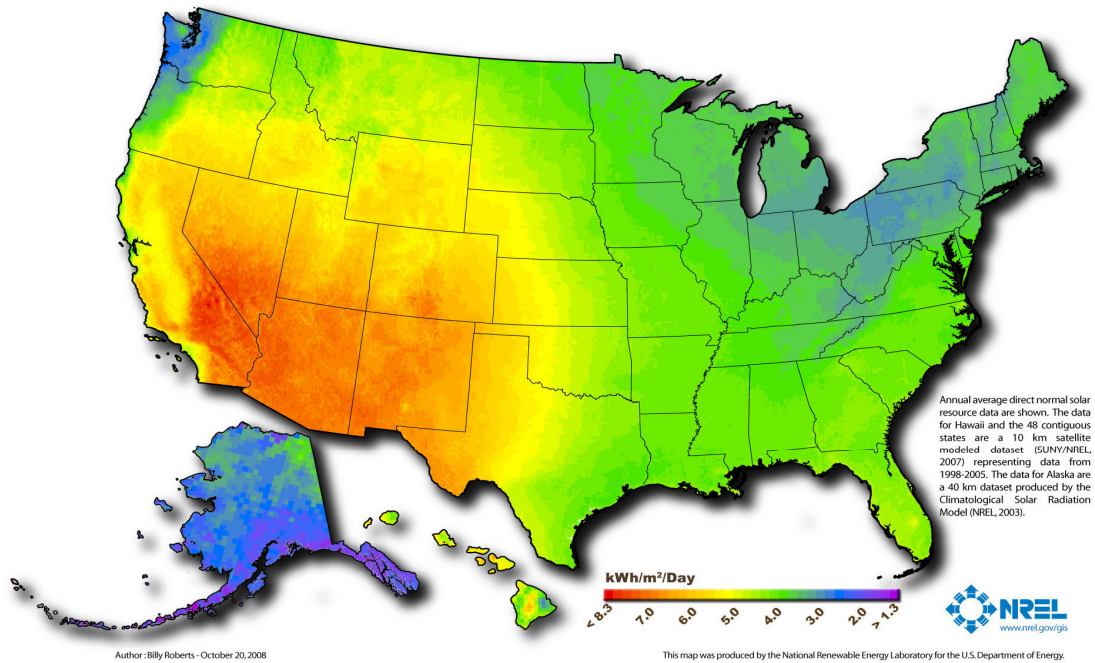 Annual average direct normal solar
resource data are shown. The data
for Hawaii and the 48 contiguous
states are a 10 km satellite
modeled dataset (SUNY/NREL,
2007) representing data from
1998-2005. The data for Alaska are
a 40 km dataset produced by the
Climatological Solar Radiation
Model (NREL, 2003).
kWh/m²/Day
< 8.3 7.0 6.0 5.0 4.0 3.0 2.0 > 1.3
NREL
www.nrel.gov/gis
Author : Billy Roberts - October 20, 2008
This map was produced by the National Renewable Energy Laboratory for the U.S. Department of Energy.